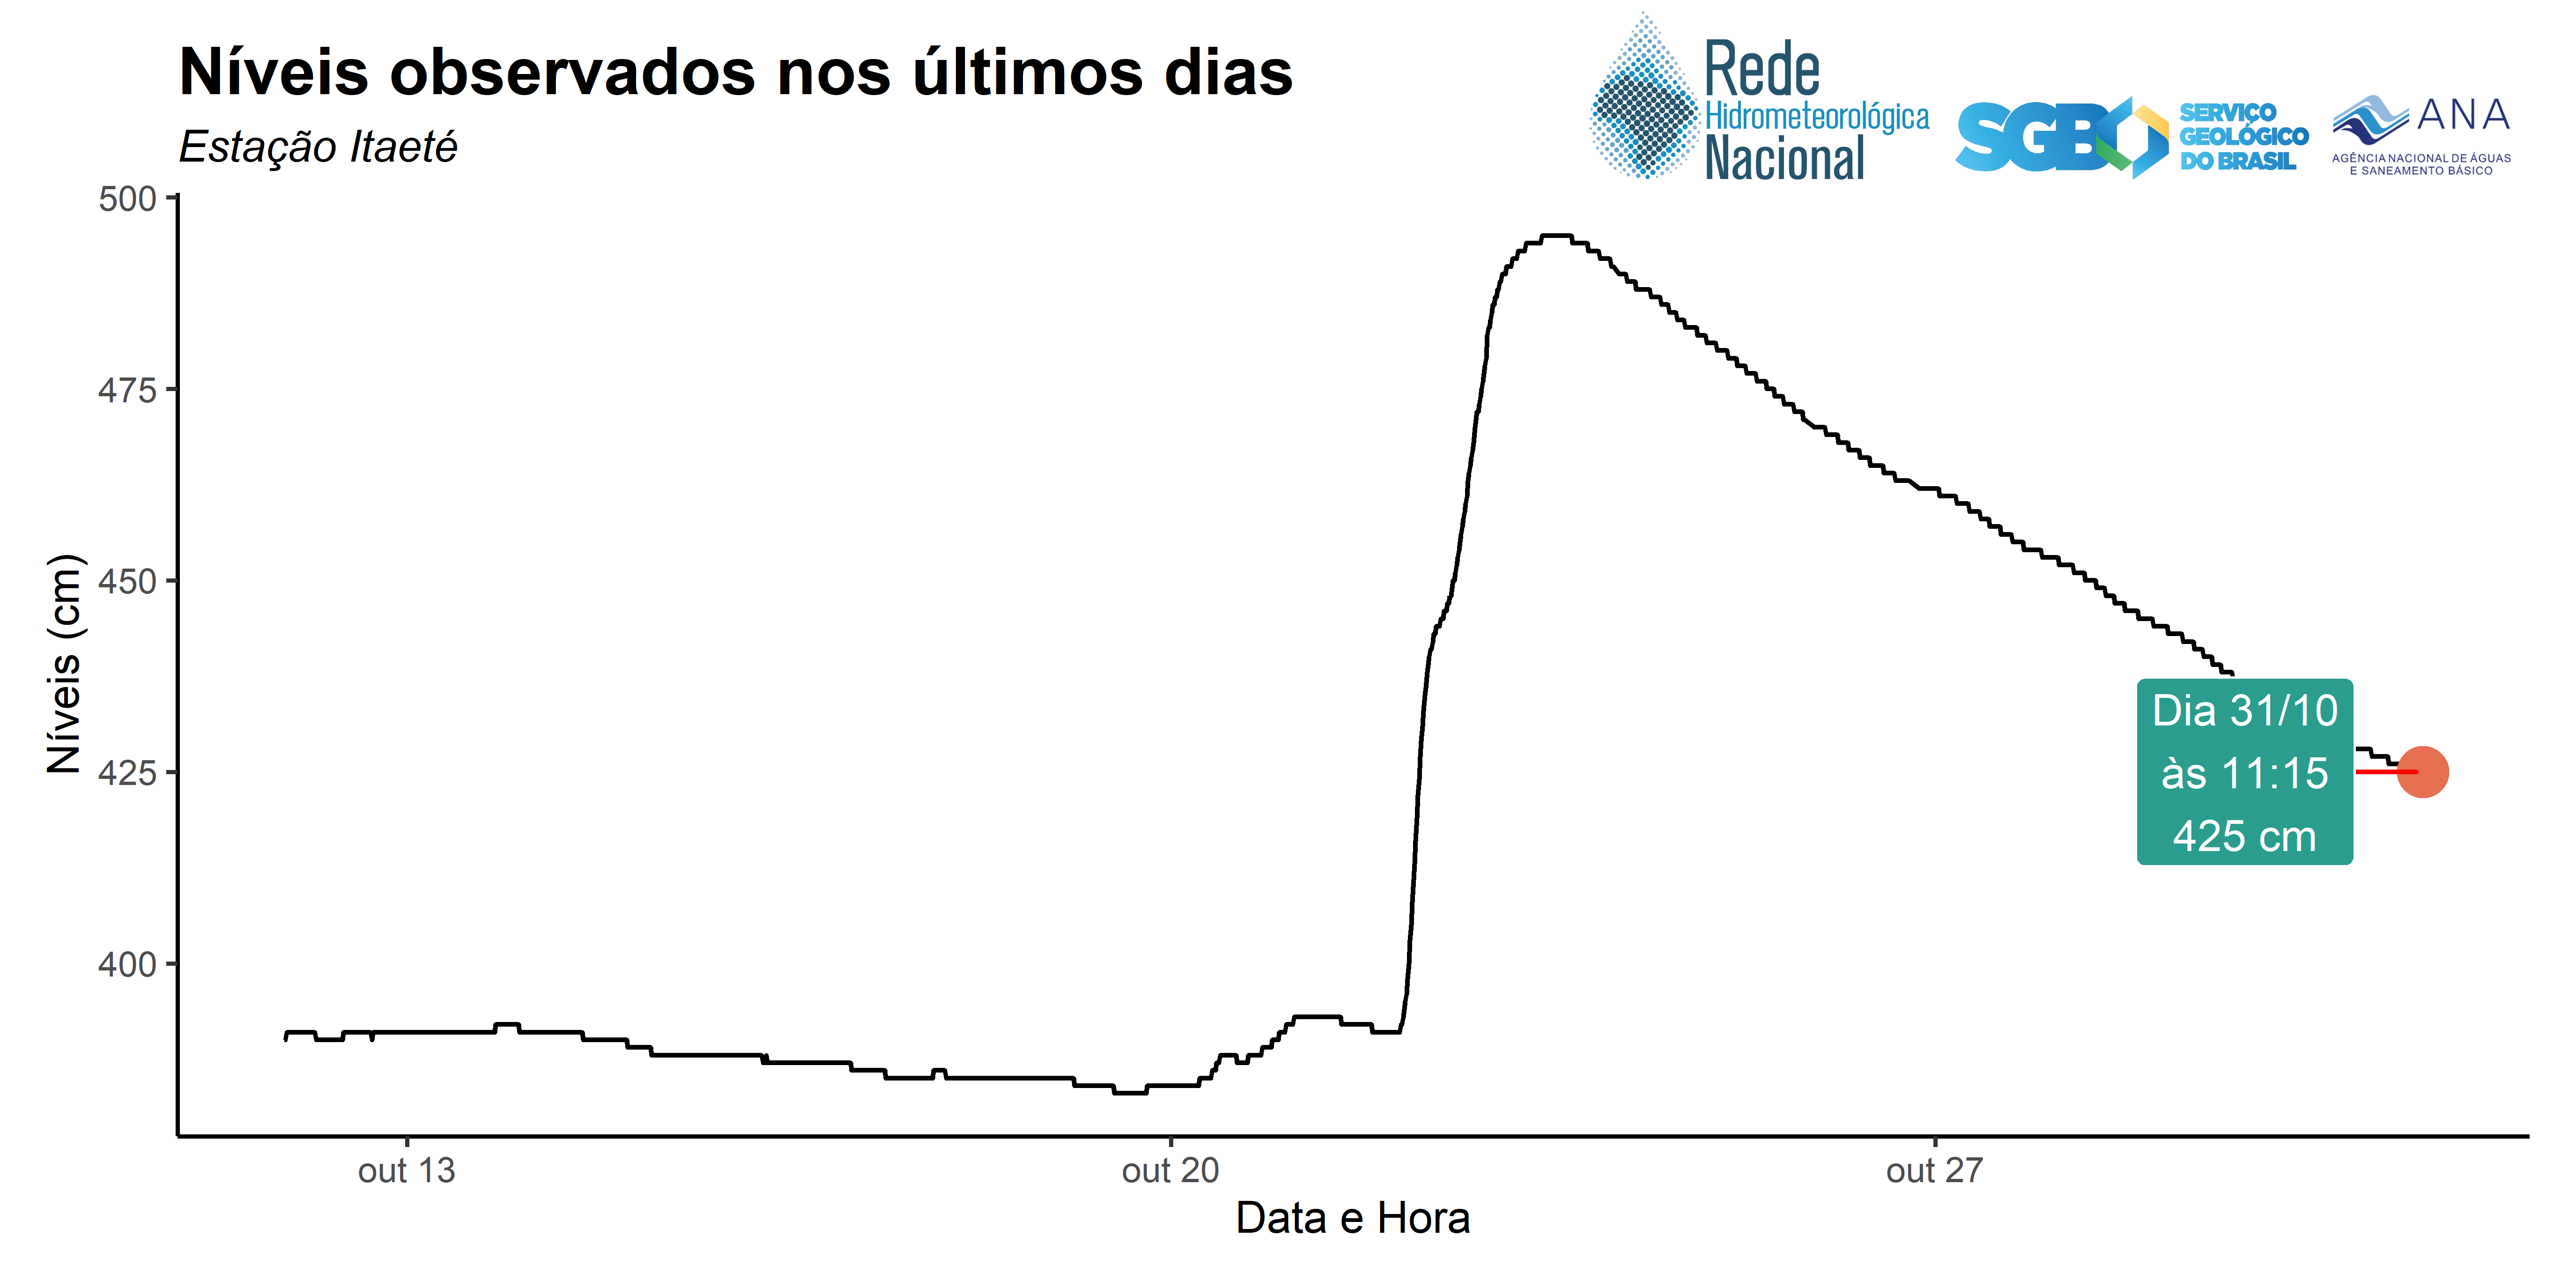 Níveis observados nos últimos dias
Estação Itaeté
Rede
Hidrometeorológica
Nacional
SGB
SERVIÇO
GEOLÓGICO
DO BRASIL
ANA
AGÊNCIA NACIONAL DE ÁGUAS
E SANEAMENTO BÁSICO
500
475
450
425
400
Níveis (cm)
Dia 31/10
às 11:15
425 cm
out 13
out 20
out 27
Data e Hora